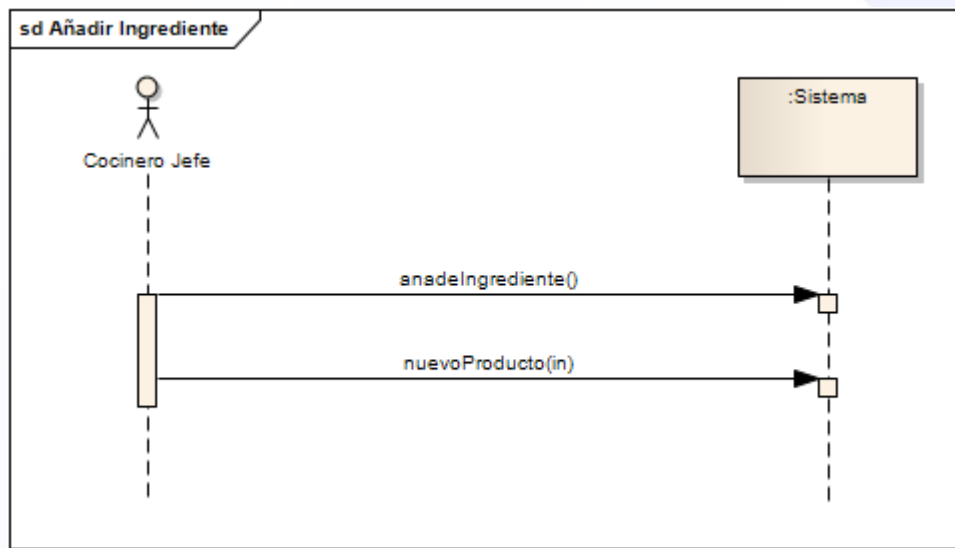 sd Añadir Ingrediente
Cocinero Jefe
:Sistema
anadeIngrediente()
nuevoProducto(in)